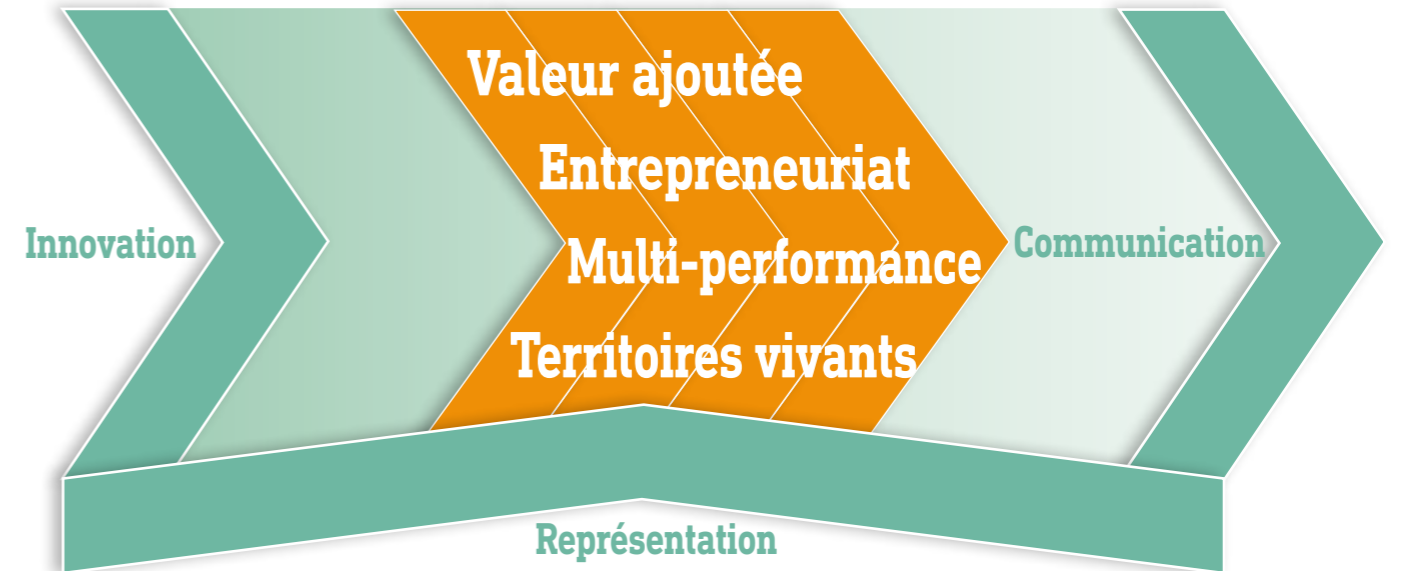 Valeur ajoutée
Entrepreneuriat
Innovation
Communication
Multi-performance
Territoires vivants
Représentation